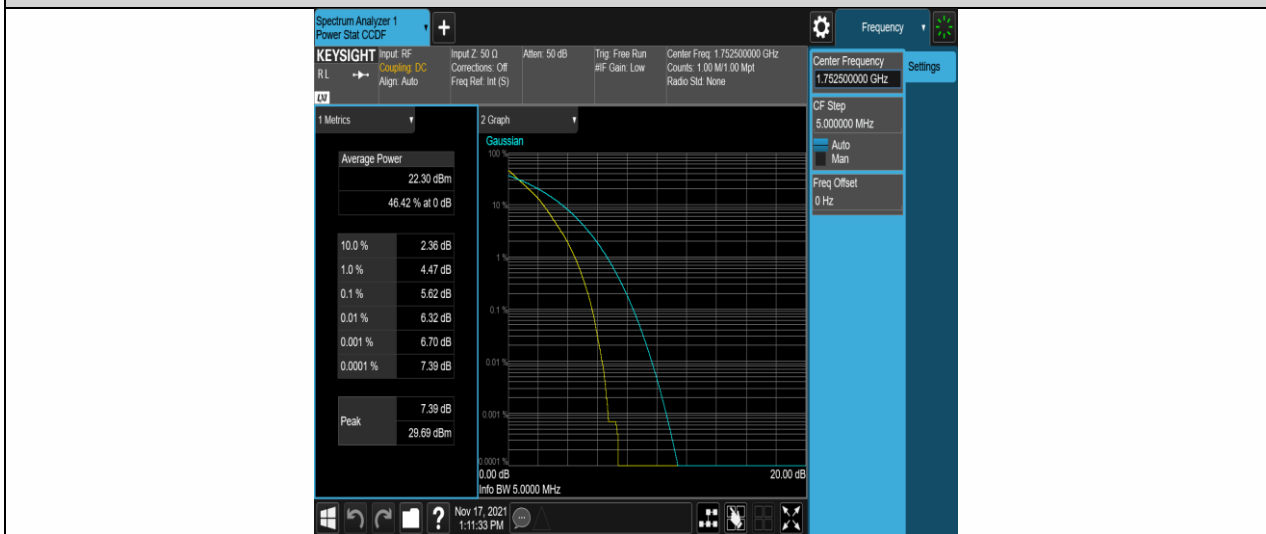 Spectrum Analyzer 1
Power Stat CCDF
Frequency
KEYSIGHT
RL
LXI
Input: RF
Coupling: DC
Align: Auto
Input Z: 50 Ω
Corrections: Off
Freq Ref: Int (S)
Atten: 50 dB
Trig: Free Run
#IF Gain: Low
Center Freq: 1.752500000 GHz
Counts: 1.00 M/1.00 Mpt
Radio Std: None
Center Frequency
1.752500000 GHz
Settings
CF Step
5.000000 MHz
Auto
Man
Freq Offset
0 Hz
1 Metrics
Average Power
22.30 dBm
46.42 % at 0 dB
10.0 % 2.36 dB
1.0 % 4.47 dB
0.1 % 5.62 dB
0.01 % 6.32 dB
0.001 % 6.70 dB
0.0001 % 7.39 dB
Peak
7.39 dB
29.69 dBm
2 Graph
Gaussian
100 %
10 %
1 %
0.1 %
0.01 %
0.001 %
0.0001 %
0.00 dB 20.00 dB
Info BW 5.0000 MHz
?
Nov 17, 2021
1:11:33 PM